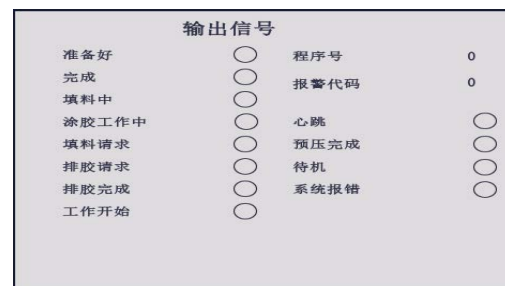 输出信号
准备好 程序号 0
完成 报警代码 0
填料中
涂胶工作中 心跳
填料请求 预压完成
排胶请求 待机
排胶完成 系统报错
工作开始